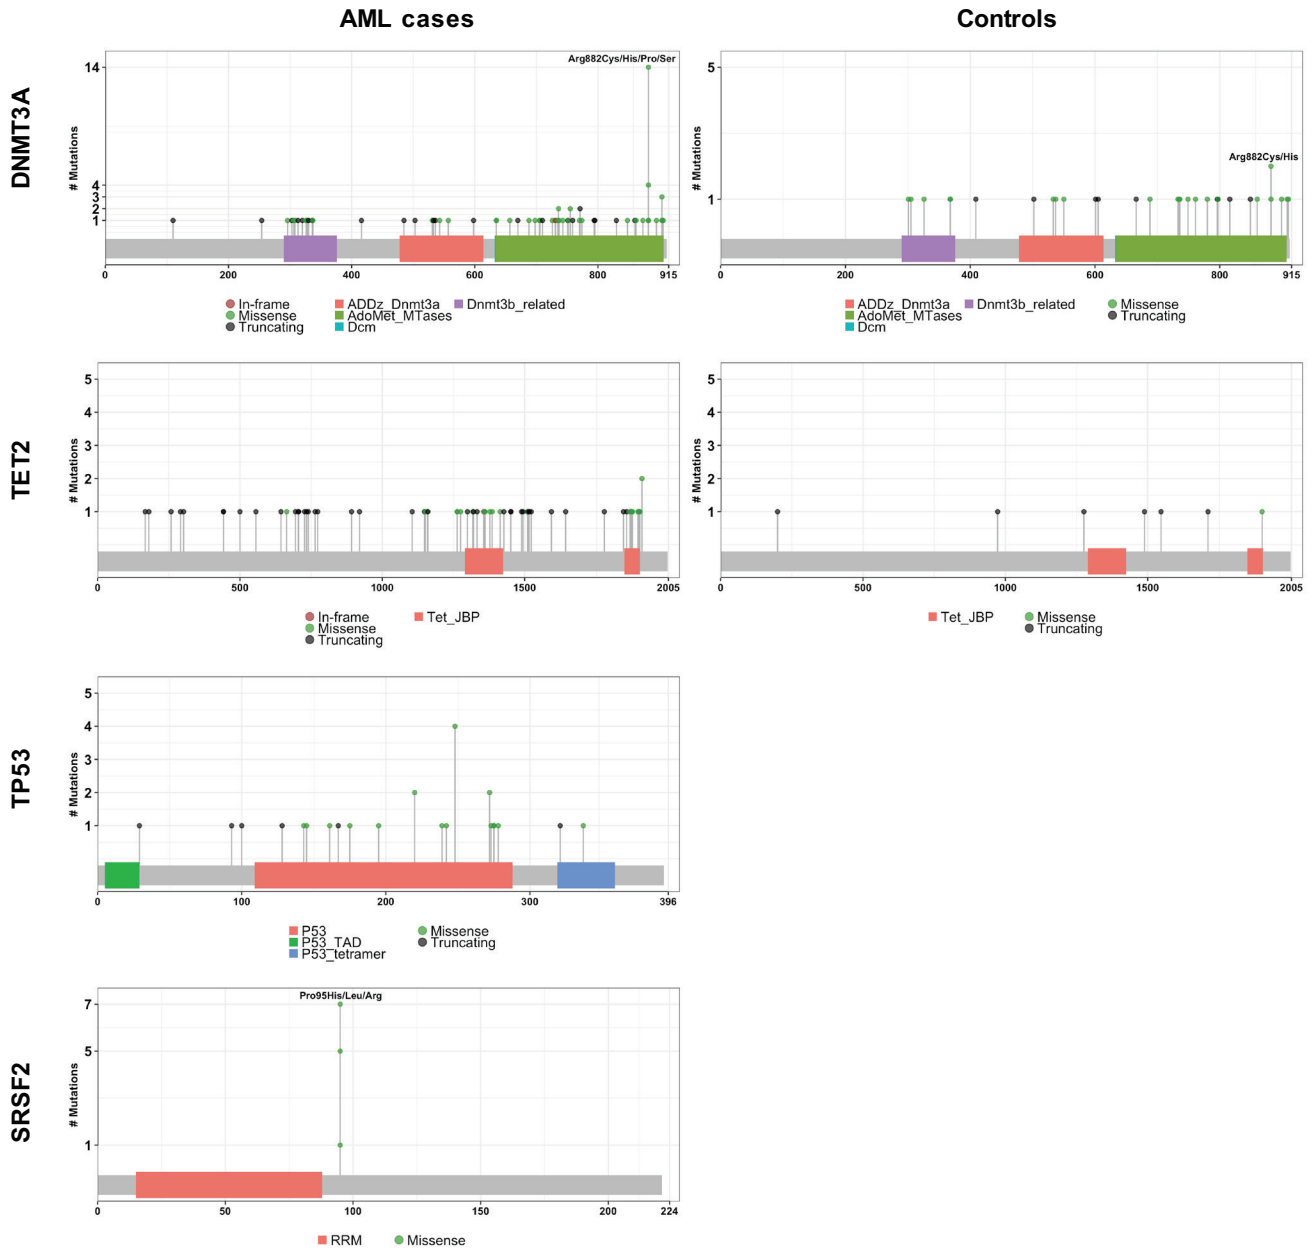 AML cases
Controls
DNMT3A
# Mutations
14
4
3
2
1
Arg882Cys/His/Pro/Ser
0 200 400 600 800 915
In-frame ADDz_Dnmt3a Dnmt3b_related
Missense AdoMet_MTases
Truncating Dcm
# Mutations
5
1
Arg882Cys/His
0 200 400 600 800 915
ADDz_Dnmt3a Dnmt3b_related Missense
AdoMet_MTases Truncating
Dcm
TET2
# Mutations
5
4
3
2
1
0 500 1000 1500 2005
In-frame Tet_JBP
Missense
Truncating
# Mutations
5
4
3
2
1
0 500 1000 1500 2005
Tet_JBP Missense
Truncating
TP53
# Mutations
5
4
3
2
1
0 100 200 300 396
P53 Missense
P53_TAD Truncating
P53_tetramer
SRSF2
# Mutations
Pro95His/Leu/Arg
7
5
1
0 50 100 150 200 224
RRM Missense